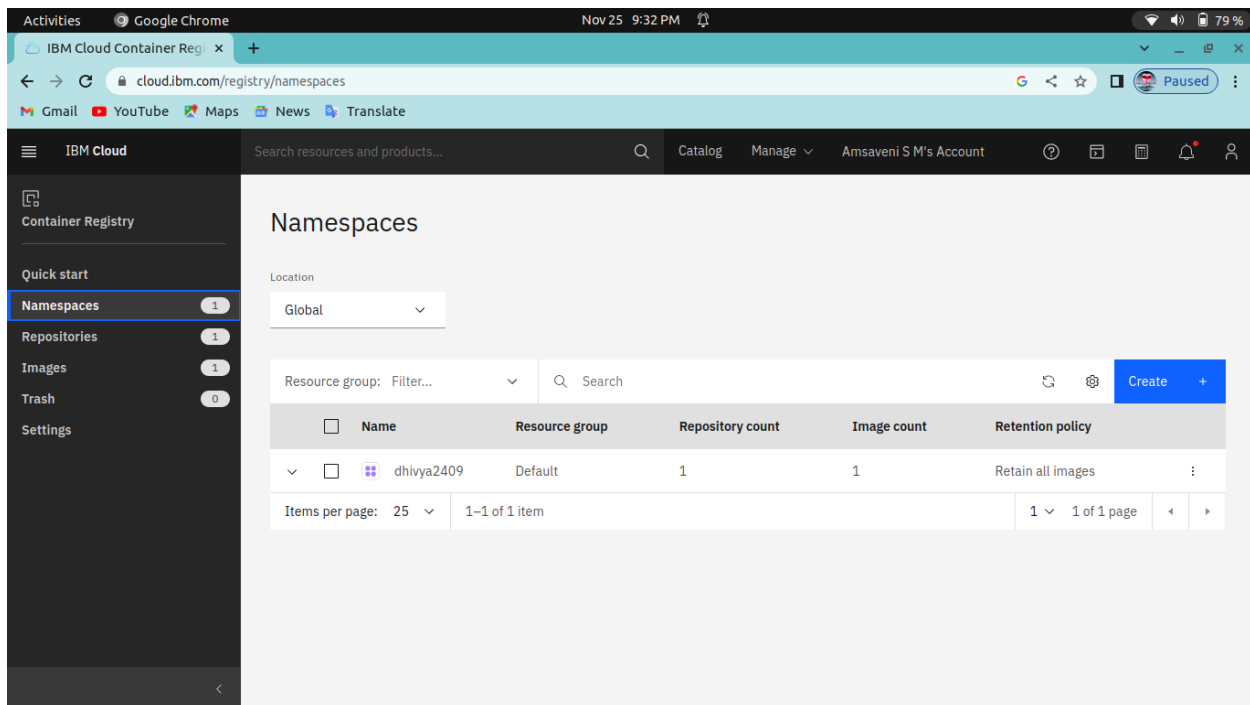 Activities Google Chrome Nov 25 9:32 PM 79 %
IBM Cloud Container Regi
cloud.ibm.com/registry/namespaces Paused
Gmail YouTube Maps News Translate
IBM Cloud Search resources and products... Catalog Manage Amsaveni S M's Account
Container Registry
Quick start
Namespaces 1
Repositories 1
Images 1
Trash 0
Settings
Namespaces
Location
Global
Resource group: Filter... Search Create +
Name Resource group Repository count Image count Retention policy
dhivya2409 Default 1 1 Retain all images
Items per page: 25 1–1 of 1 item 1 1 of 1 page